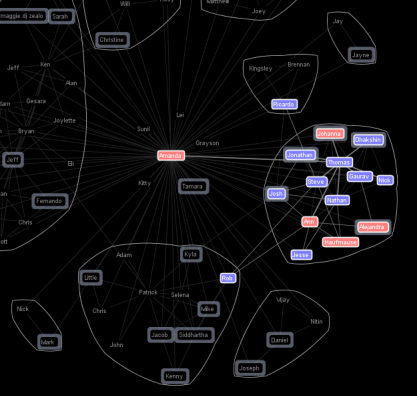 Will
Joey
maggie dj zealo
Sarah
Jay
Christine
Jayne
Jeff
Ken
Kingsley
Brennan
Alan
Gesara
Ricardo
Lei
Joylette
Bryan
Sunil
Johanna
Dhakshin
Grayson
Jeff
Amanda
Jonathan
Thomas
Eli
Gaurav
Nick
Kitty
Tamara
Steve
Josh
Fernando
Nathan
Chris
Ann
Alejandra
Haufmause
Adam
Kyla
Jesse
Little
Rob
Patrick
Selena
Vijay
Nick
Chris
Mike
Nitin
Mark
John
Jacob
Siddhartha
Daniel
Kenny
Joseph